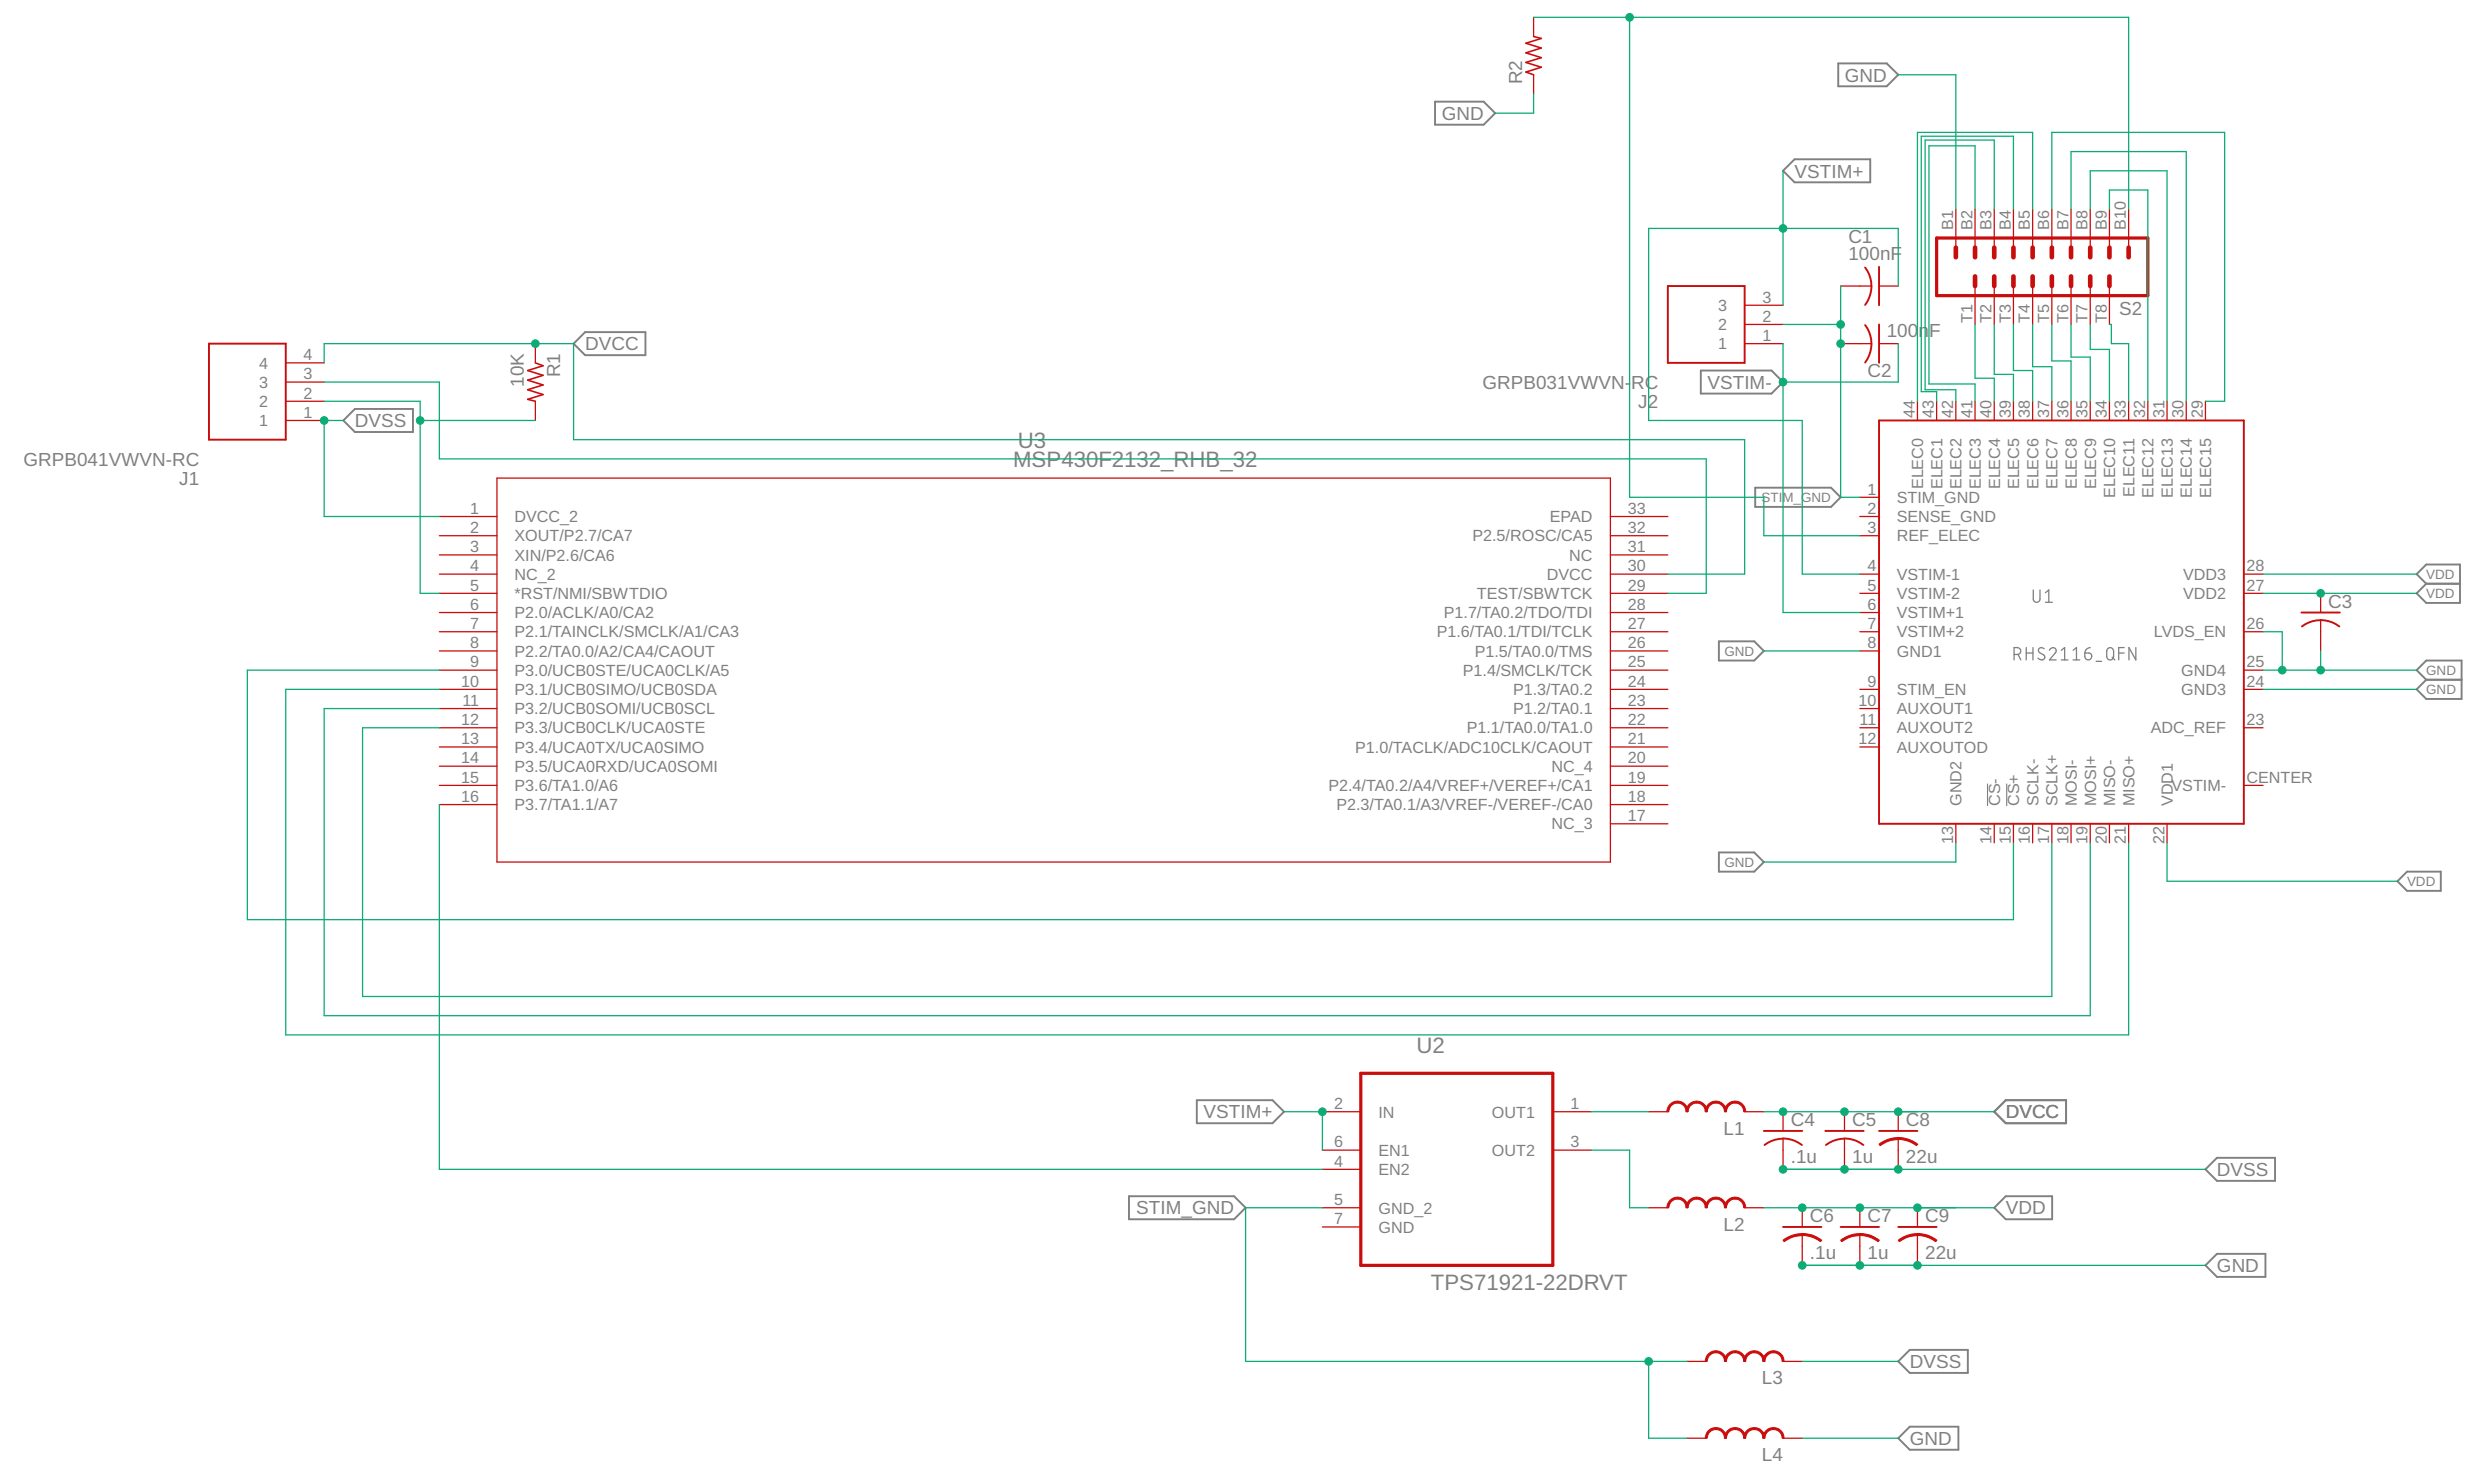 R2
GND
GND
VSTIM+
B1
B2
B3
B4
B5
B6
B7
B8
B9
B10
C1
100nF
3
2
1
3
2
1
100nF
C2
T1
T2
T3
T4
T5
T6
T7
T8
S2
VSTIM-
GRPB031VWVN-RC
J2
DVCC
10K
R1
4
3
2
1
4
3
2
1
DVSS
GRPB041VWVN-RC
J1
U3
MSP430F2132_RHB_32
1 DVCC_2
2 XOUT/P2.7/CA7
3 XIN/P2.6/CA6
4 NC_2
5 *RST/NMI/SBWTDIO
6 P2.0/ACLK/A0/CA2
7 P2.1/TAINCLK/SMCLK/A1/CA3
8 P2.2/TA0.0/A2/CA4/CAOUT
9 P3.0/UCB0STE/UCA0CLK/A5
10 P3.1/UCB0SIMO/UCB0SDA
11 P3.2/UCB0SOMI/UCB0SCL
12 P3.3/UCB0CLK/UCA0STE
13 P3.4/UCA0TX/UCA0SIMO
14 P3.5/UCA0RXD/UCA0SOMI
15 P3.6/TA1.0/A6
16 P3.7/TA1.1/A7
EPAD 33
P2.5/ROSC/CA5 32
NC 31
DVCC 30
TEST/SBWTCK 29
P1.7/TA0.2/TDO/TDI 28
P1.6/TA0.1/TDI/TCLK 27
P1.5/TA0.0/TMS 26
P1.4/SMCLK/TCK 25
P1.3/TA0.2 24
P1.2/TA0.1 23
P1.1/TA0.0/TA1.0 22
P1.0/TACLK/ADC10CLK/CAOUT 21
NC_4 20
P2.4/TA0.2/A4/VREF+/VEREF+/CA1 19
P2.3/TA0.1/A3/VREF-/VEREF-/CA0 18
NC_3 17
44 ELEC0
43 ELEC1
42 ELEC2
41 ELEC3
40 ELEC4
39 ELEC5
38 ELEC6
37 ELEC7
36 ELEC8
35 ELEC9
34 ELEC10
33 ELEC11
32 ELEC12
31 ELEC13
30 ELEC14
29 ELEC15
STIM_GND
1 STIM_GND
2 SENSE_GND
3 REF_ELEC
4 VSTIM-1
5 VSTIM-2
6 VSTIM+1
7 VSTIM+2
GND
8 GND1
9 STIM_EN
10 AUXOUT1
11 AUXOUT2
12 AUXOUTOD
U1
RHS2116_QFN
VDD3 28 VDD
VDD2 27 VDD
C3
LVDS_EN 26
GND4 25 GND
GND3 24 GND
ADC_REF 23
VSTIM- CENTER
GND2 13
CS- 14
CS+ 15
SCLK- 16
SCLK+ 17
MOSI- 18
MOSI+ 19
MISO- 20
MISO+ 21
VDD1 22
GND
VDD
U2
VSTIM+
2 IN
6 EN1
4 EN2
STIM_GND
5 GND_2
7 GND
OUT1 1
OUT2 3
TPS71921-22DRVT
L1
C4
.1u
C5
1u
C8
22u
DVCC
DVSS
L2
C6
.1u
C7
1u
C9
22u
VDD
GND
L3
DVSS
L4
GND